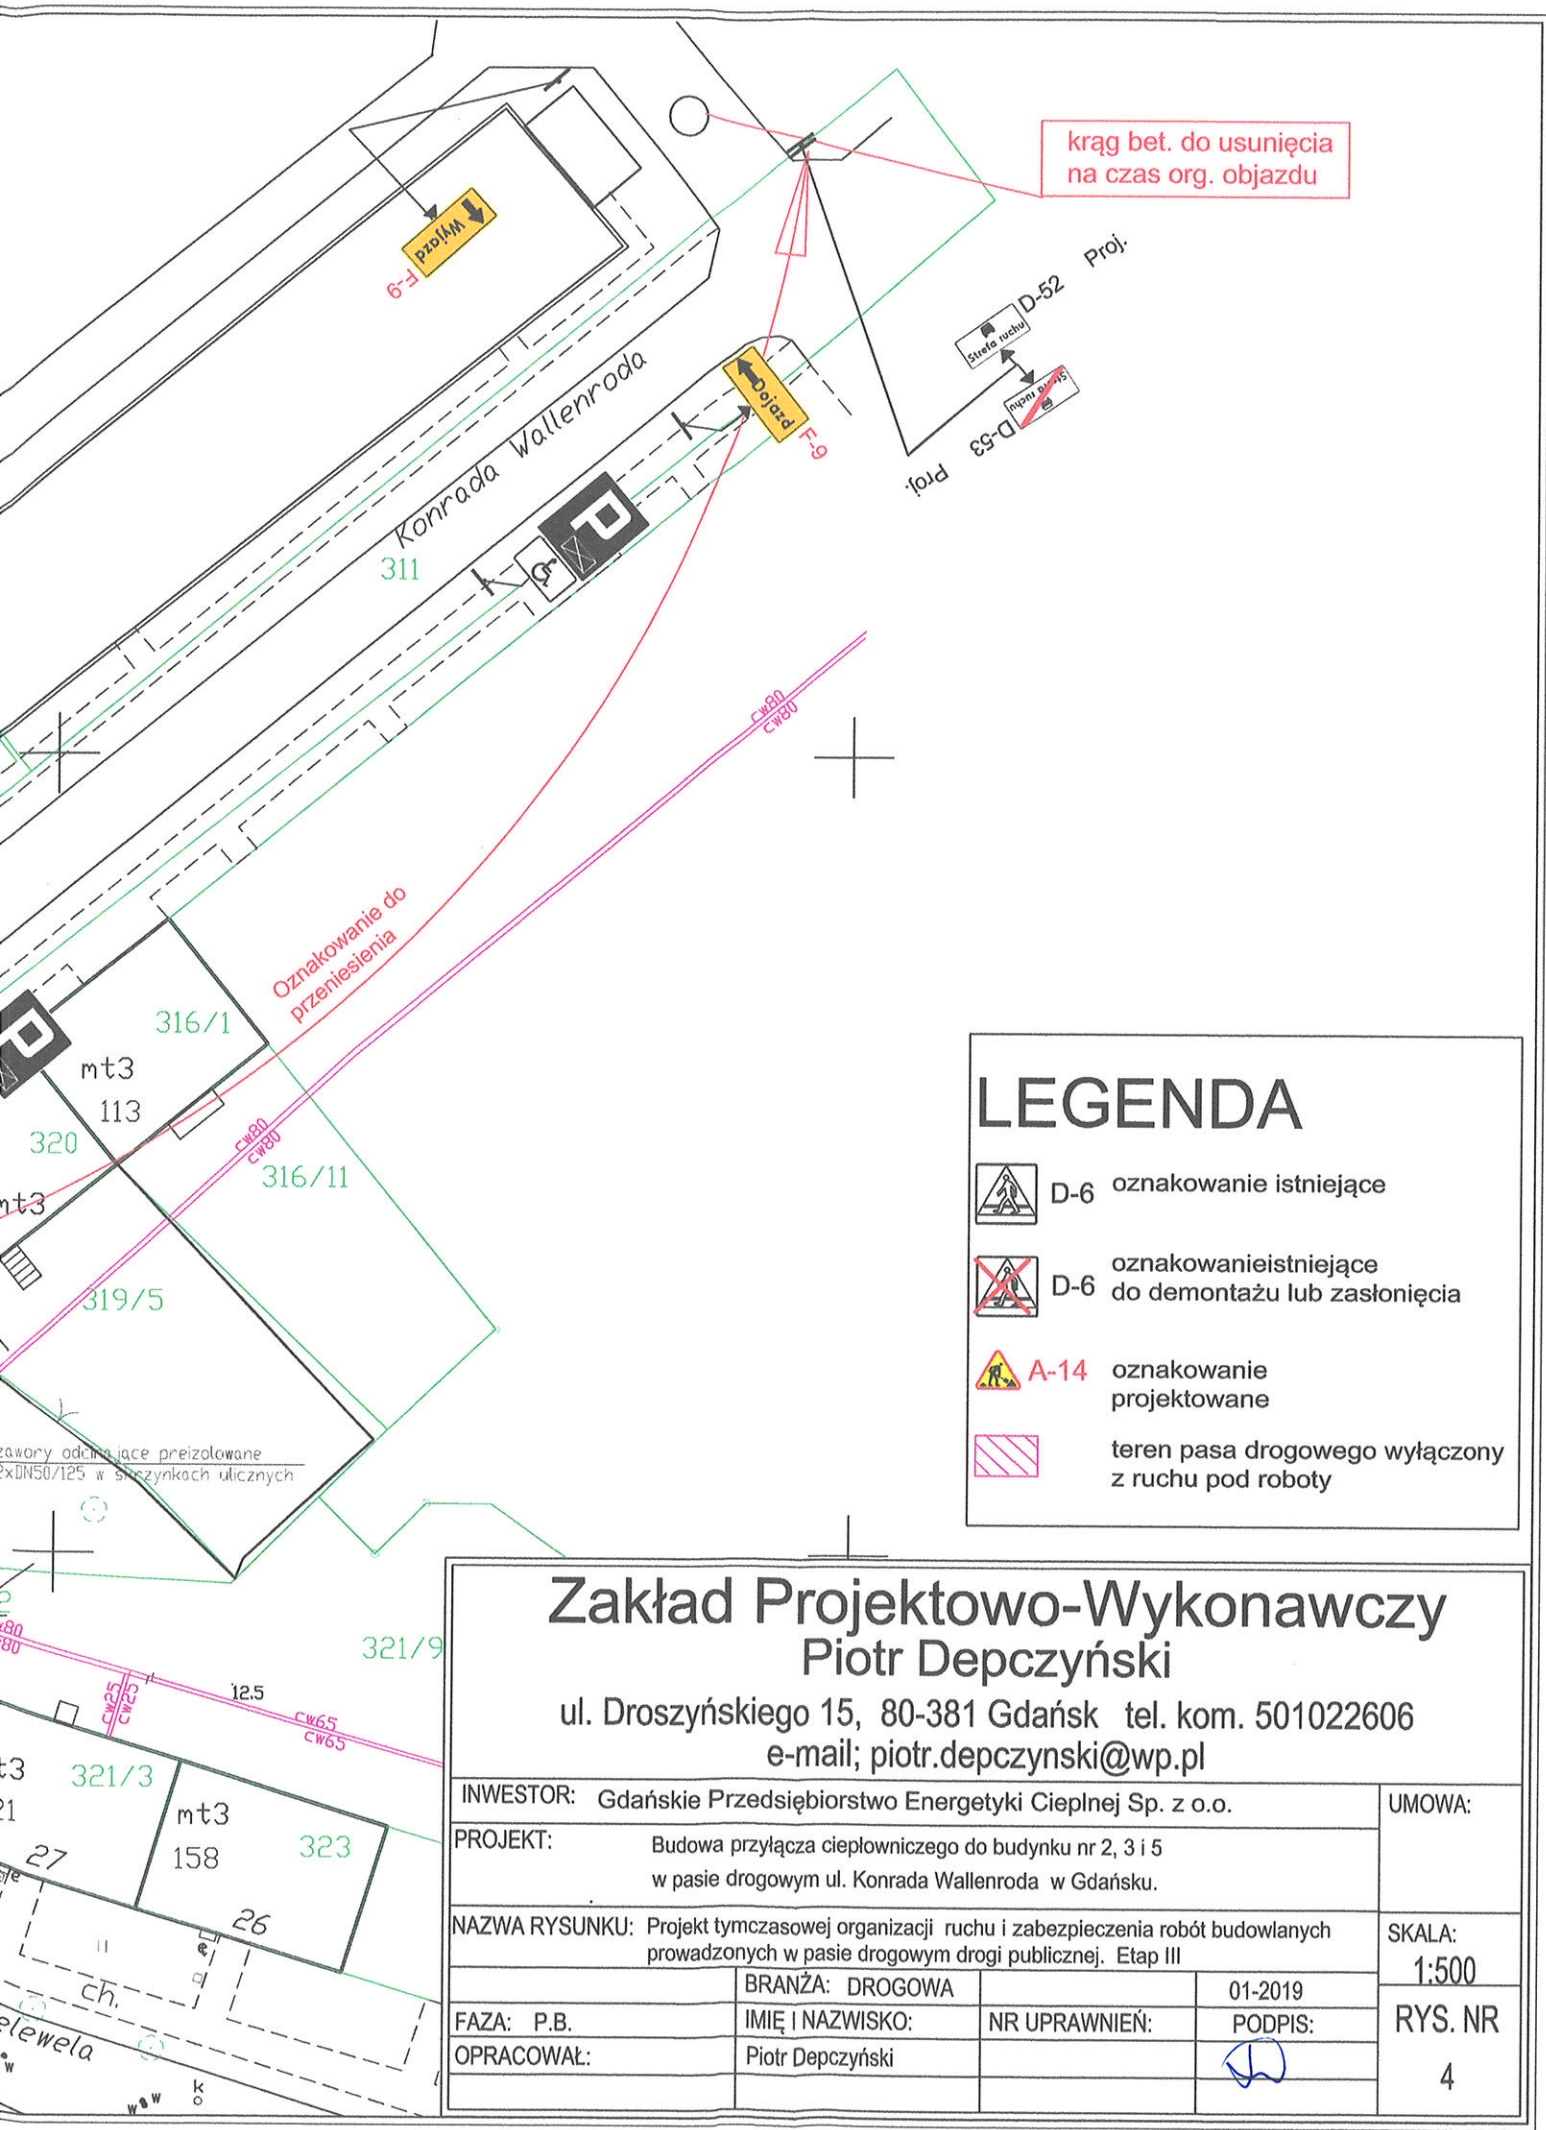 krąg bet. do usunięcia
na czas org. objazdu
Wyjazd
F-9
Proj.
D-52
Strefa ruchu
Strefa ruchu
D-53
Proj.
Dojazd
F-9
Konrada Wallenroda
P
311
cw80
cw80
Oznakowanie do
przeniesienia
P
316/1
mt3
113
320
cw80
cw80
316/11
mt3
319/5
LEGENDA
D-6 oznakowanie istniejące
D-6 oznakowanieistniejące
do demontażu lub zasłonięcia
A-14 oznakowanie
projektowane
teren pasa drogowego wyłączony
z ruchu pod roboty
zawory odcinające preizolowane
2xDN50/125 w skrzynkach ulicznych
321/9
12.5
cw25
cw25
cw65
cw65
321/3
mt3
158
323
27
26
e
ch.
elewela
w
k
o
w w w
Zakład Projektowo-Wykonawczy
Piotr Depczyński
ul. Droszyńskiego 15, 80-381 Gdańsk tel. kom. 501022606
e-mail; piotr.depczynski@wp.pl
INWESTOR: Gdańskie Przedsiębiorstwo Energetyki Cieplnej Sp. z o.o.
UMOWA:
PROJEKT: Budowa przyłącza ciepłowniczego do budynku nr 2, 3 i 5
w pasie drogowym ul. Konrada Wallenroda w Gdańsku.
NAZWA RYSUNKU: Projekt tymczasowej organizacji ruchu i zabezpieczenia robót budowlanych
prowadzonych w pasie drogowym drogi publicznej. Etap III
SKALA:
1:500
BRANŻA: DROGOWA 01-2019
FAZA: P.B. IMIĘ I NAZWISKO: NR UPRAWNIEŃ: PODPIS:
RYS. NR
4
OPRACOWAŁ: Piotr Depczyński